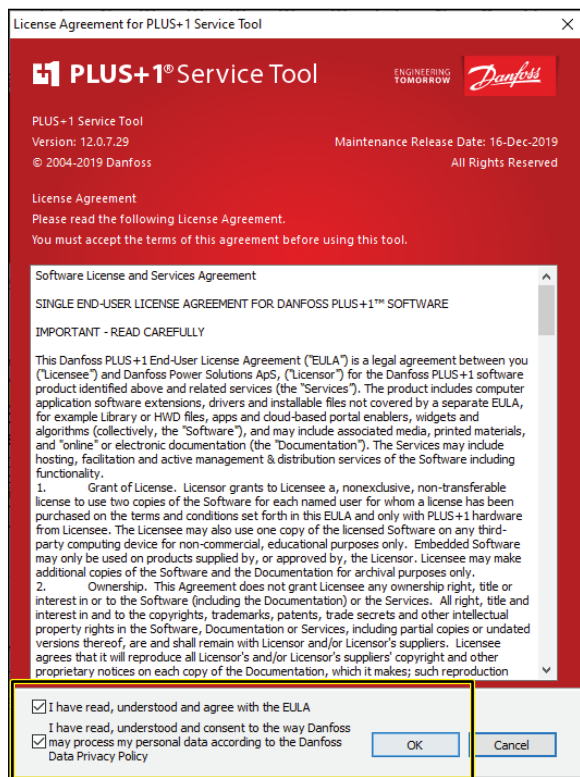 License Agreement for PLUS+1 Service Tool
PLUS+1® Service Tool
ENGINEERING
TOMORROW
Danfoss
PLUS+1 Service Tool
Version: 12.0.7.29
Maintenance Release Date: 16-Dec-2019
© 2004-2019 Danfoss
All Rights Reserved
License Agreement
Please read the following License Agreement.
You must accept the terms of this agreement before using this tool.
Software License and Services Agreement
SINGLE END-USER LICENSE AGREEMENT FOR DANFOSS PLUS+1™ SOFTWARE
IMPORTANT - READ CAREFULLY
This Danfoss PLUS+1 End-User License Agreement ("EULA") is a legal agreement between you
("Licensee") and Danfoss Power Solutions ApS, ("Licensor") for the Danfoss PLUS+1 software
product identified above and related services (the "Services"). The product includes computer
application software extensions, drivers and installable files not covered by a separate EULA,
for example Library or HWD files, apps and cloud-based portal enablers, widgets and
algorithms (collectively, the "Software"), and may include associated media, printed materials,
and "online" or electronic documentation (the "Documentation"). The Services may include
hosting, facilitation and active management & distribution services of the Software including
functionality.
1. Grant of License. Licensor grants to Licensee a, nonexclusive, non-transferable
license to use two copies of the Software for each named user for whom a license has been
purchased on the terms and conditions set forth in this EULA and only with PLUS+1 hardware
from Licensee. The Licensee may also use one copy of the licensed Software on any third-
party computing device for non-commercial, educational purposes only. Embedded Software
may only be used on products supplied by, or approved by, the Licensor. Licensee may make
additional copies of the Software and the Documentation for archival purposes only.
2. Ownership. This Agreement does not grant Licensee any ownership right, title or
interest in or to the Software (including the Documentation) or the Services. All right, title and
interest in and to the copyrights, trademarks, patents, trade secrets and other intellectual
property rights in the Software, Documentation or Services, including partial copies or undated
versions thereof, are and shall remain with Licensor and/or Licensor's suppliers. Licensee
agrees that it will reproduce all Licensor's and/or Licensor's suppliers' copyright and other
proprietary notices on each copy of the Documentation, which it makes; such reproduction
I have read, understood and agree with the EULA
I have read, understood and consent to the way Danfoss
may process my personal data according to the Danfoss
Data Privacy Policy
OK
Cancel